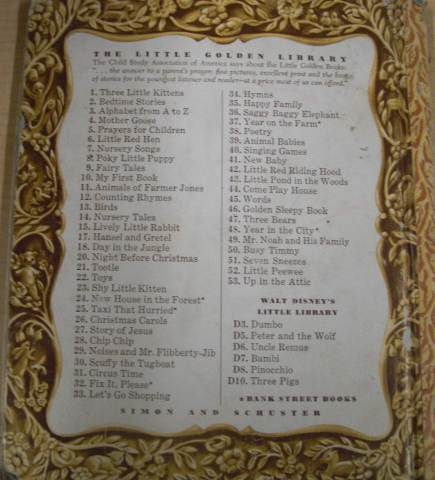 THE LITTLE GOLDEN LIBRARY
The Child Study Association of America says about the Little Golden Books:
". . . the answer to a parent's prayer: fine pictures, excellent print and the best
of stories for the youngest listener and reader—at a price most of us can afford."
1. Three Little Kittens
2. Bedtime Stories
3. Alphabet from A to Z
4. Mother Goose
5. Prayers for Children
6. Little Red Hen
7. Nursery Songs
8. Poky Little Puppy
9. Fairy Tales
10. My First Book
11. Animals of Farmer Jones
12. Counting Rhymes
13. Birds
14. Nursery Tales
15. Lively Little Rabbit
17. Hansel and Gretel
18. Day in the Jungle
20. Night Before Christmas
21. Tootle
22. Toys
23. Shy Little Kitten
24. New House in the Forest*
25. Taxi That Hurried*
26. Christmas Carols
27. Story of Jesus
28. Chip Chip
29. Noises and Mr. Flibberty-Jib
30. Scuffy the Tugboat
31. Circus Time
32. Fix It, Please*
33. Let's Go Shopping
34. Hymns
35. Happy Family
36. Saggy Baggy Elephant
37. Year on the Farm*
38. Poetry
39. Animal Babies
40. Singing Games
41. New Baby
42. Little Red Riding Hood
43. Little Pond in the Woods
44. Come Play House
45. Words
46. Golden Sleepy Book
47. Three Bears
48. Year in the City*
49. Mr. Noah and His Family
50. Busy Timmy
51. Seven Sneezes
52. Little Peewee
53. Up in the Attic
WALT DISNEY'S
LITTLE LIBRARY
D3. Dumbo
D5. Peter and the Wolf
D6. Uncle Remus
D7. Bambi
D8. Pinocchio
D10. Three Pigs
*BANK STREET BOOKS
SIMON AND SCHUSTER